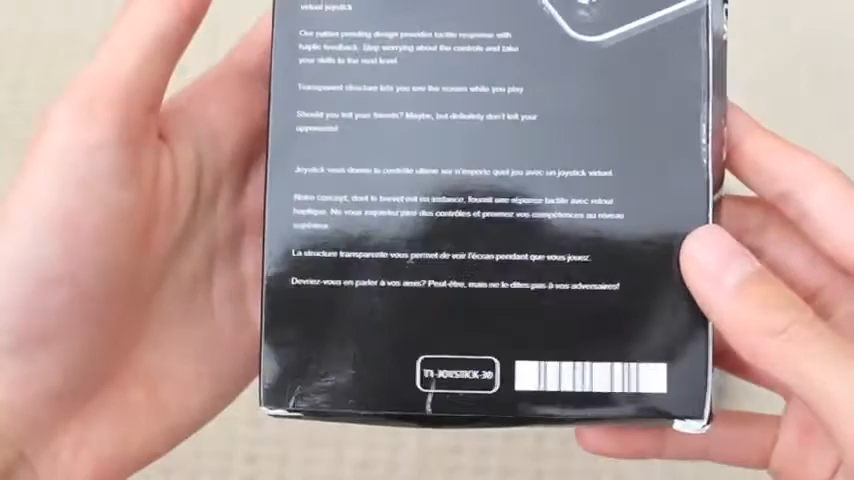 virtual joystick
Our patten pending design provides tactile response with
haptic feedback. Stop worrying about the controls and take
your skills to the next level
Transparent structure lets you see the screen while you play
Should you tell your friends? Maybe, but definitely don't tell your
opponents!
Joystick vous donne le contrôle ultime sur n'importe quel jeu avec un joystick virtuel.
Notre concept, dont le brevet est en instance, fournit une réponse tactile avec retour
haptique. Ne vous inquiétez plus des contrôles et prenez vos compétences au niveau
supérieur.
La structure transparente vous permet de voir l'écran pendant que vous jouez.
Devriez-vous en parler à vos amis? Peut-être, mais ne le dites pas à vos adversaires!
T1-JOYSTICK-30